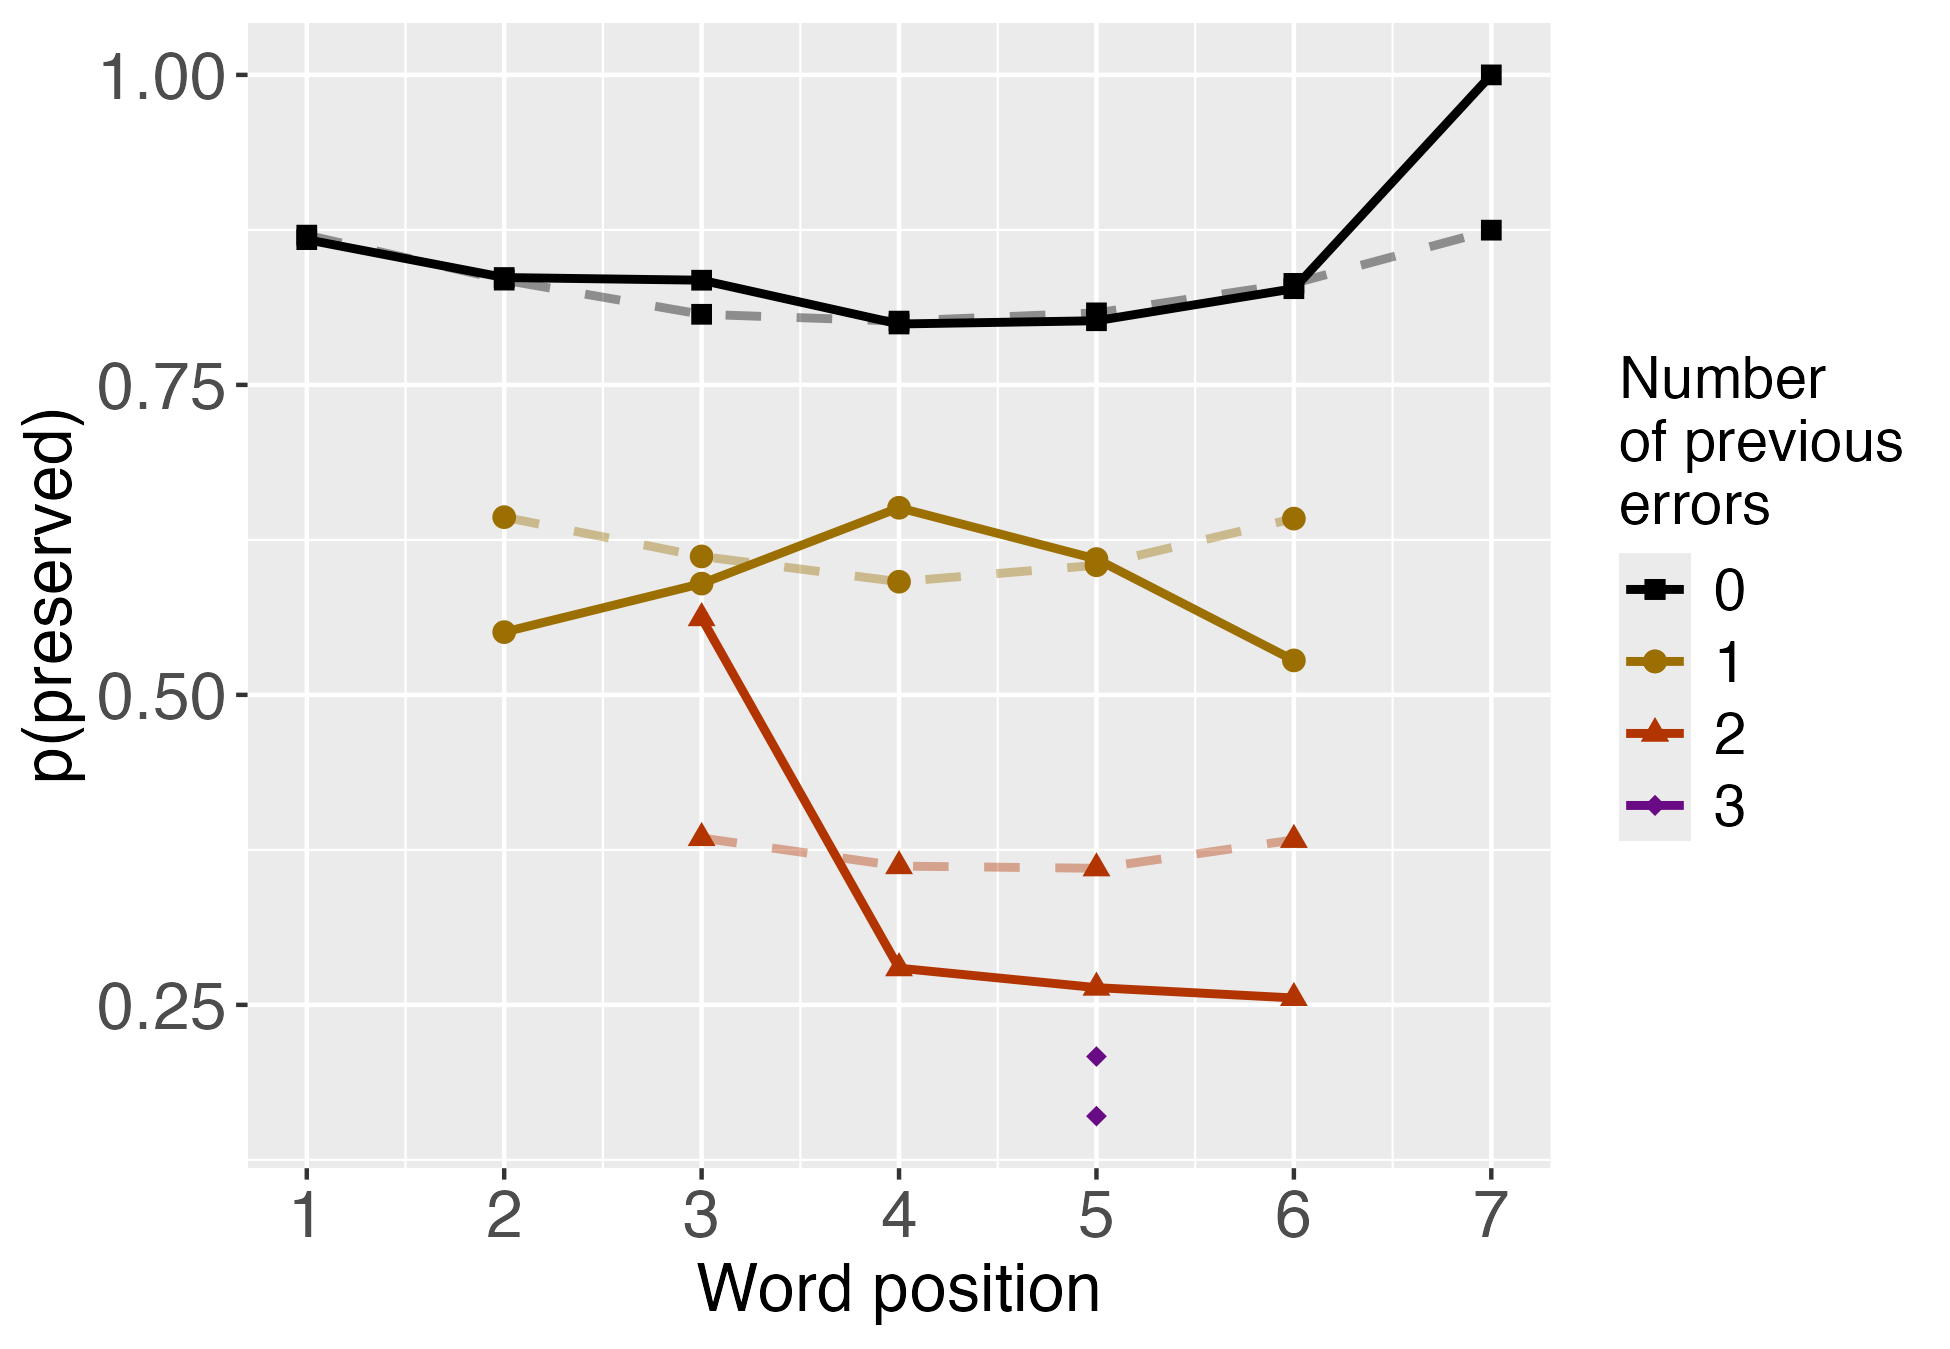 1.00
0.75
0.50
0.25
p(preserved)
1 2 3 4 5 6 7
Word position
Number
of previous
errors
0
1
2
3